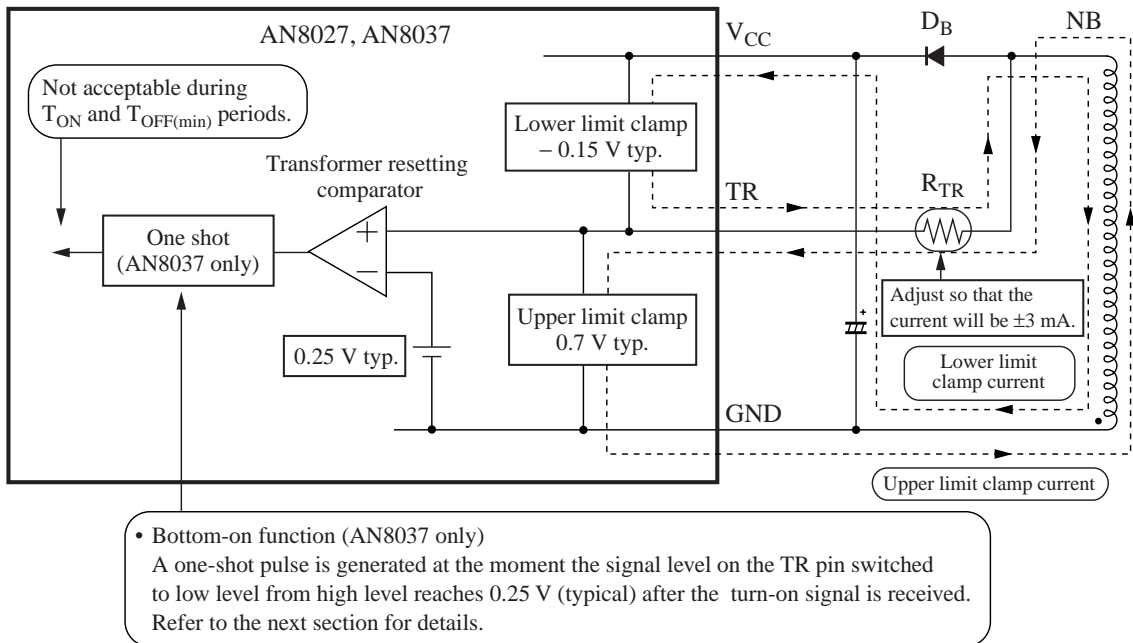 AN8027, AN8037
V_CC
D_B
NB
Not acceptable during
T_ON and T_OFF(min) periods.
Lower limit clamp
– 0.15 V typ.
Transformer resetting
comparator
TR
R_TR
One shot
(AN8037 only)
+
−
Adjust so that the
current will be ±3 mA.
Upper limit clamp
0.7 V typ.
+
0.25 V typ.
Lower limit
clamp current
GND
Upper limit clamp current
• Bottom-on function (AN8037 only)
A one-shot pulse is generated at the moment the signal level on the TR pin switched
to low level from high level reaches 0.25 V (typical) after the turn-on signal is received.
Refer to the next section for details.